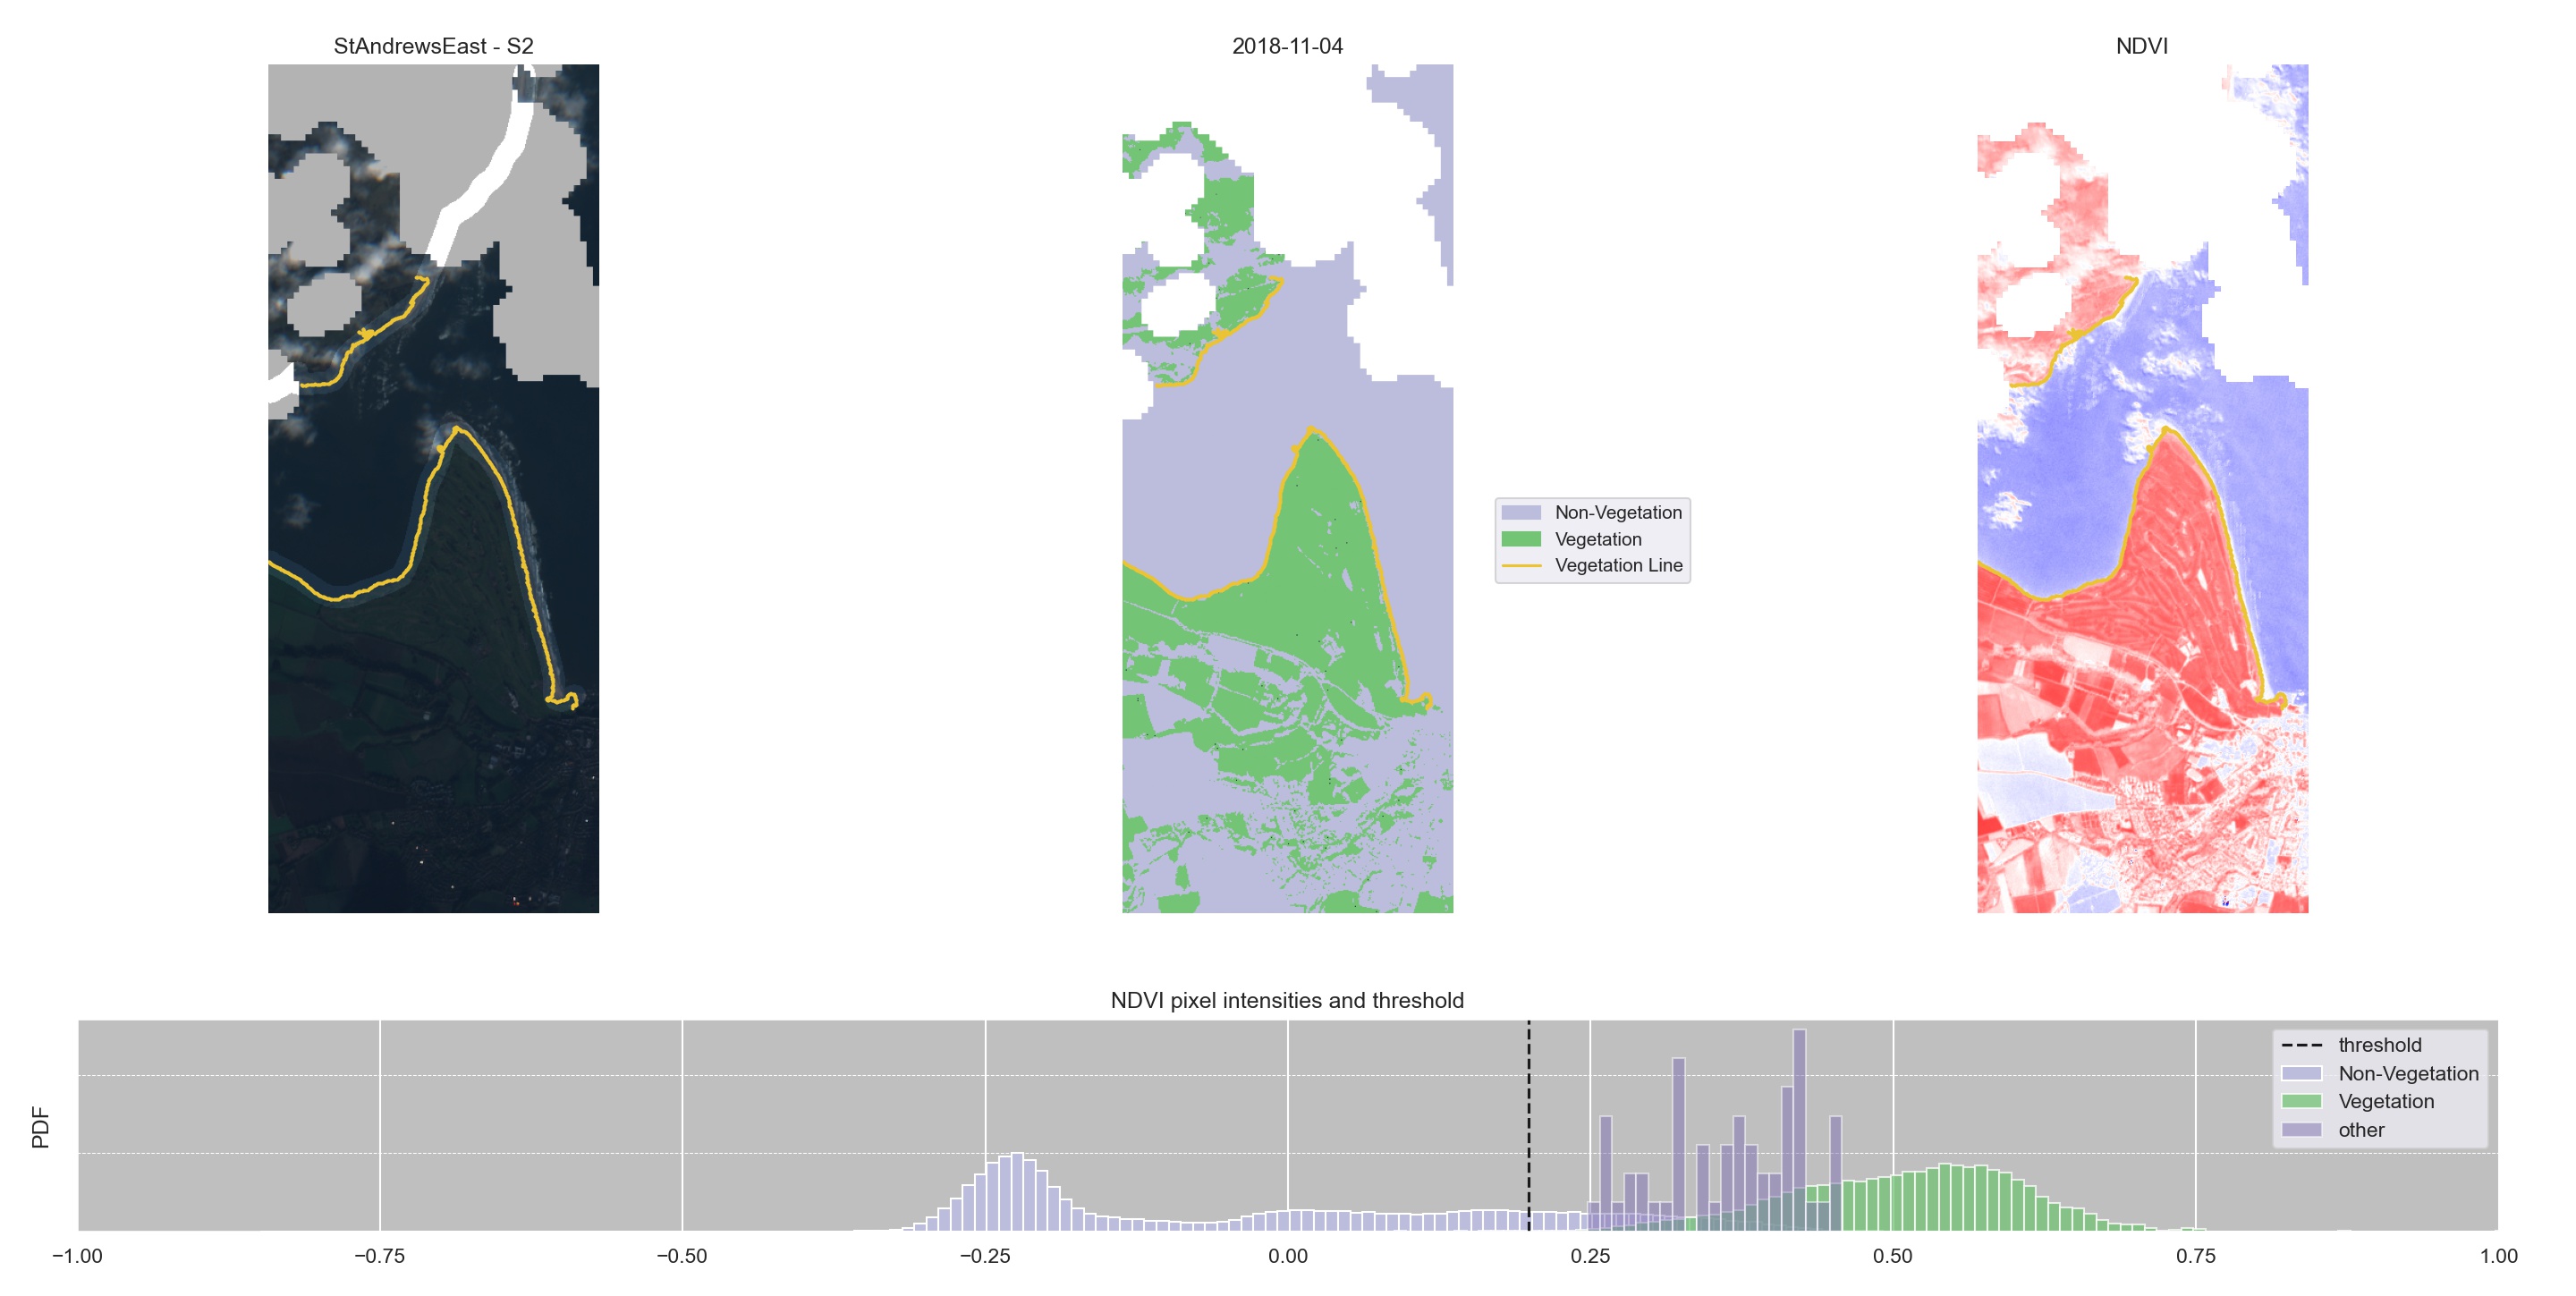 StAndrewsEast - S2
2018-11-04
NDVI
Non-Vegetation
Vegetation
Vegetation Line
NDVI pixel intensities and threshold
PDF
threshold
Non-Vegetation
Vegetation
other
−1.00 −0.75 −0.50 −0.25 0.00 0.25 0.50 0.75 1.00